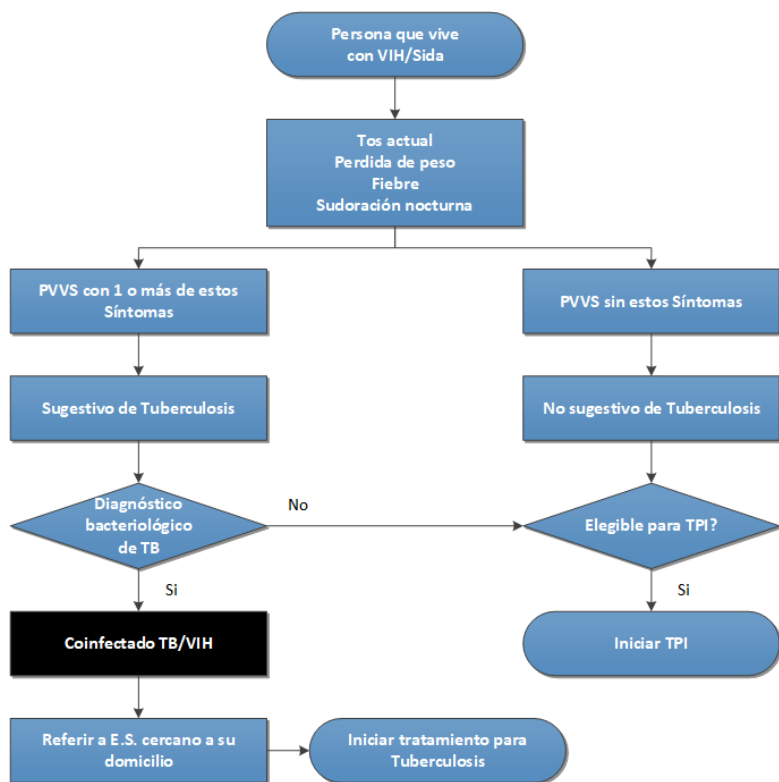 Persona que vive
con VIH/Sida
Tos actual
Perdida de peso
Fiebre
Sudoración nocturna
PVVS con 1 o más de estos
Síntomas
PVVS sin estos Síntomas
Sugestivo de Tuberculosis
No sugestivo de Tuberculosis
Diagnóstico
bacteriológico
de TB
No
Elegible para TPI?
Si
Si
Coinfectado TB/VIH
Iniciar TPI
Referir a E.S. cercano a su
domicilio
Iniciar tratamiento para
Tuberculosis